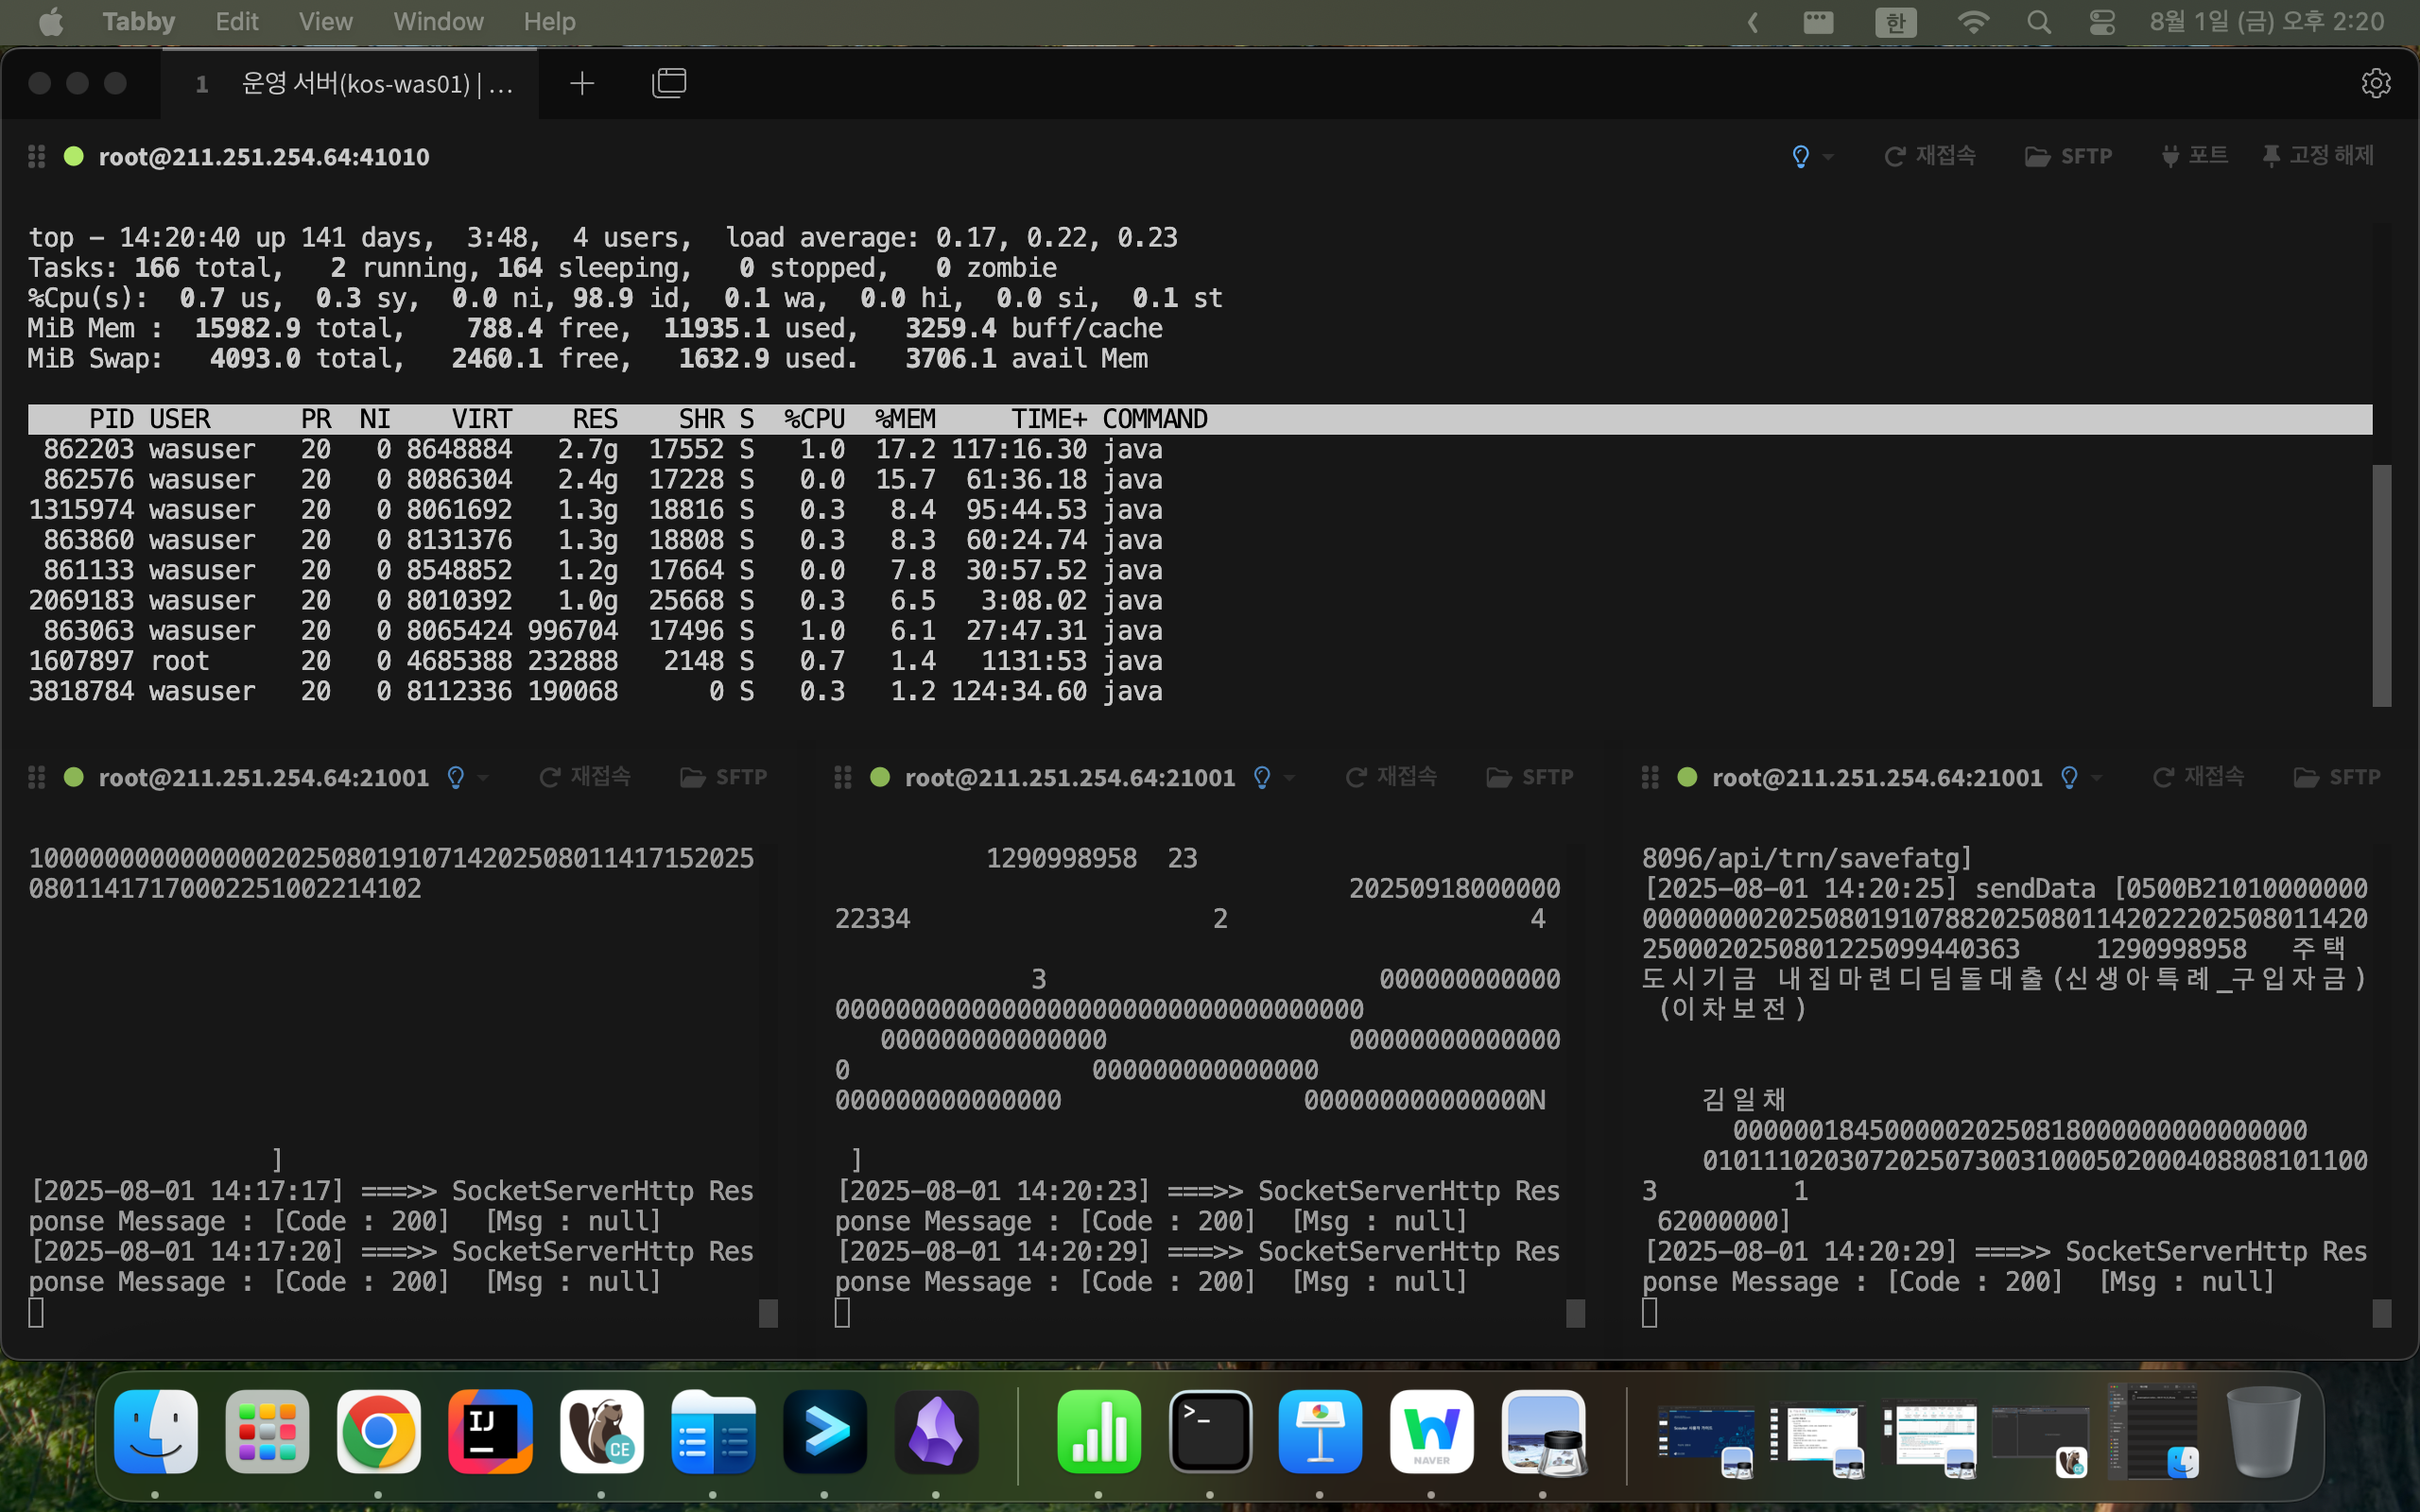 Tabby Edit View Window Help 한 8월 1일 (금) 오후 2:20
1 운영 서버(kos-was01) | …
root@211.251.254.64:41010 재접속 SFTP 포트 고정 해제
top - 14:20:40 up 141 days, 3:48, 4 users, load average: 0.17, 0.22, 0.23
Tasks: 166 total, 2 running, 164 sleeping, 0 stopped, 0 zombie
%Cpu(s): 0.7 us, 0.3 sy, 0.0 ni, 98.9 id, 0.1 wa, 0.0 hi, 0.0 si, 0.1 st
MiB Mem : 15982.9 total, 788.4 free, 11935.1 used, 3259.4 buff/cache
MiB Swap: 4093.0 total, 2460.1 free, 1632.9 used. 3706.1 avail Mem
PID USER PR NI VIRT RES SHR S %CPU %MEM TIME+ COMMAND
862203 wasuser 20 0 8648884 2.7g 17552 S 1.0 17.2 117:16.30 java
862576 wasuser 20 0 8086304 2.4g 17228 S 0.0 15.7 61:36.18 java
1315974 wasuser 20 0 8061692 1.3g 18816 S 0.3 8.4 95:44.53 java
863860 wasuser 20 0 8131376 1.3g 18808 S 0.3 8.3 60:24.74 java
861133 wasuser 20 0 8548852 1.2g 17664 S 0.0 7.8 30:57.52 java
2069183 wasuser 20 0 8010392 1.0g 25668 S 0.3 6.5 3:08.02 java
863063 wasuser 20 0 8065424 996704 17496 S 1.0 6.1 27:47.31 java
1607897 root 20 0 4685388 232888 2148 S 0.7 1.4 1131:53 java
3818784 wasuser 20 0 8112336 190068 0 S 0.3 1.2 124:34.60 java
root@211.251.254.64:21001 재접속 SFTP
100000000000000020250801910714202508011417152025
08011417170002251002214102
]
[2025-08-01 14:17:17] ===>> SocketServerHttp Res
ponse Message : [Code : 200] [Msg : null]
[2025-08-01 14:17:20] ===>> SocketServerHttp Res
ponse Message : [Code : 200] [Msg : null]
root@211.251.254.64:21001 재접속 SFTP
1290998958 23
20250918000000
22334 2 4
3 000000000000
00000000000000000000000000000000000
000000000000000 00000000000000
0 000000000000000
000000000000000 000000000000000N
]
[2025-08-01 14:20:23] ===>> SocketServerHttp Res
ponse Message : [Code : 200] [Msg : null]
[2025-08-01 14:20:29] ===>> SocketServerHttp Res
ponse Message : [Code : 200] [Msg : null]
root@211.251.254.64:21001 재접속 SFTP
8096/api/trn/savefatg]
[2025-08-01 14:20:25] sendData [0500B21010000000
000000002025080191078820250801142022202508011420
2500020250801225099440363 1290998958 주택
도시기금 내집마련디딤돌대출(신생아특례_구입자금)
(이차보전)
김일채
00000018450000020250818000000000000000
01011102030720250730031000502000408808101100
3 1
62000000]
[2025-08-01 14:20:29] ===>> SocketServerHttp Res
ponse Message : [Code : 200] [Msg : null]
IJ
CE
NAVER
CE